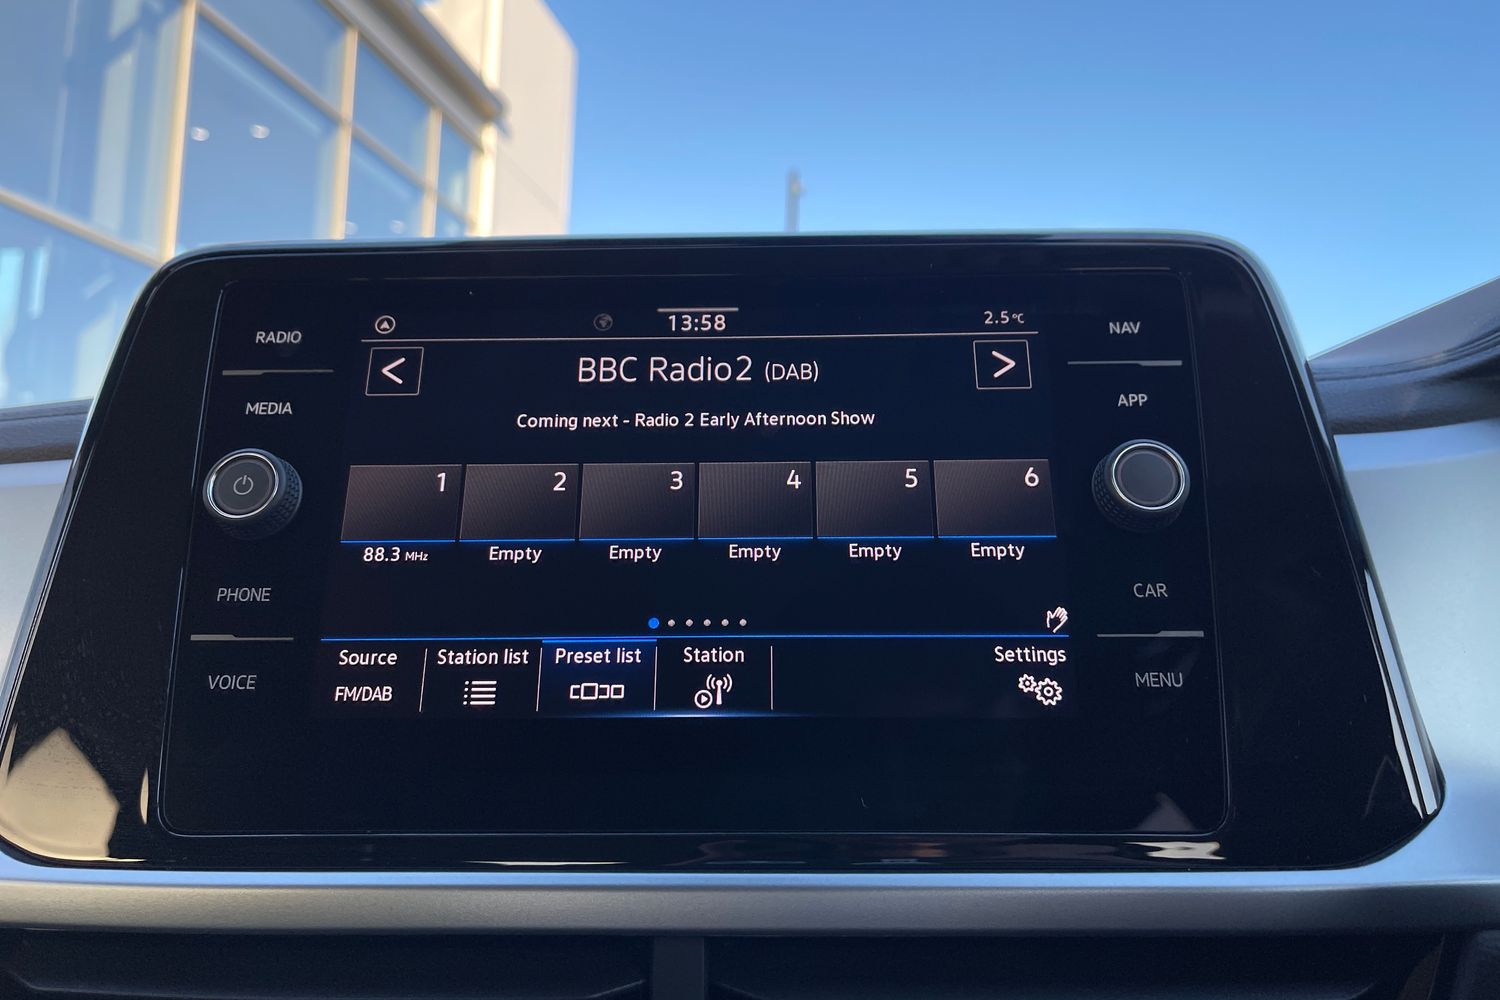 13:58
2.5°C
RADIO
NAV
<
BBC Radio2 (DAB)
>
MEDIA
APP
Coming next - Radio 2 Early Afternoon Show
1 2 3 4 5 6
88.3 MHz Empty Empty Empty Empty Empty
PHONE
CAR
Source Station list Preset list Station Settings
FM/DAB
VOICE
MENU